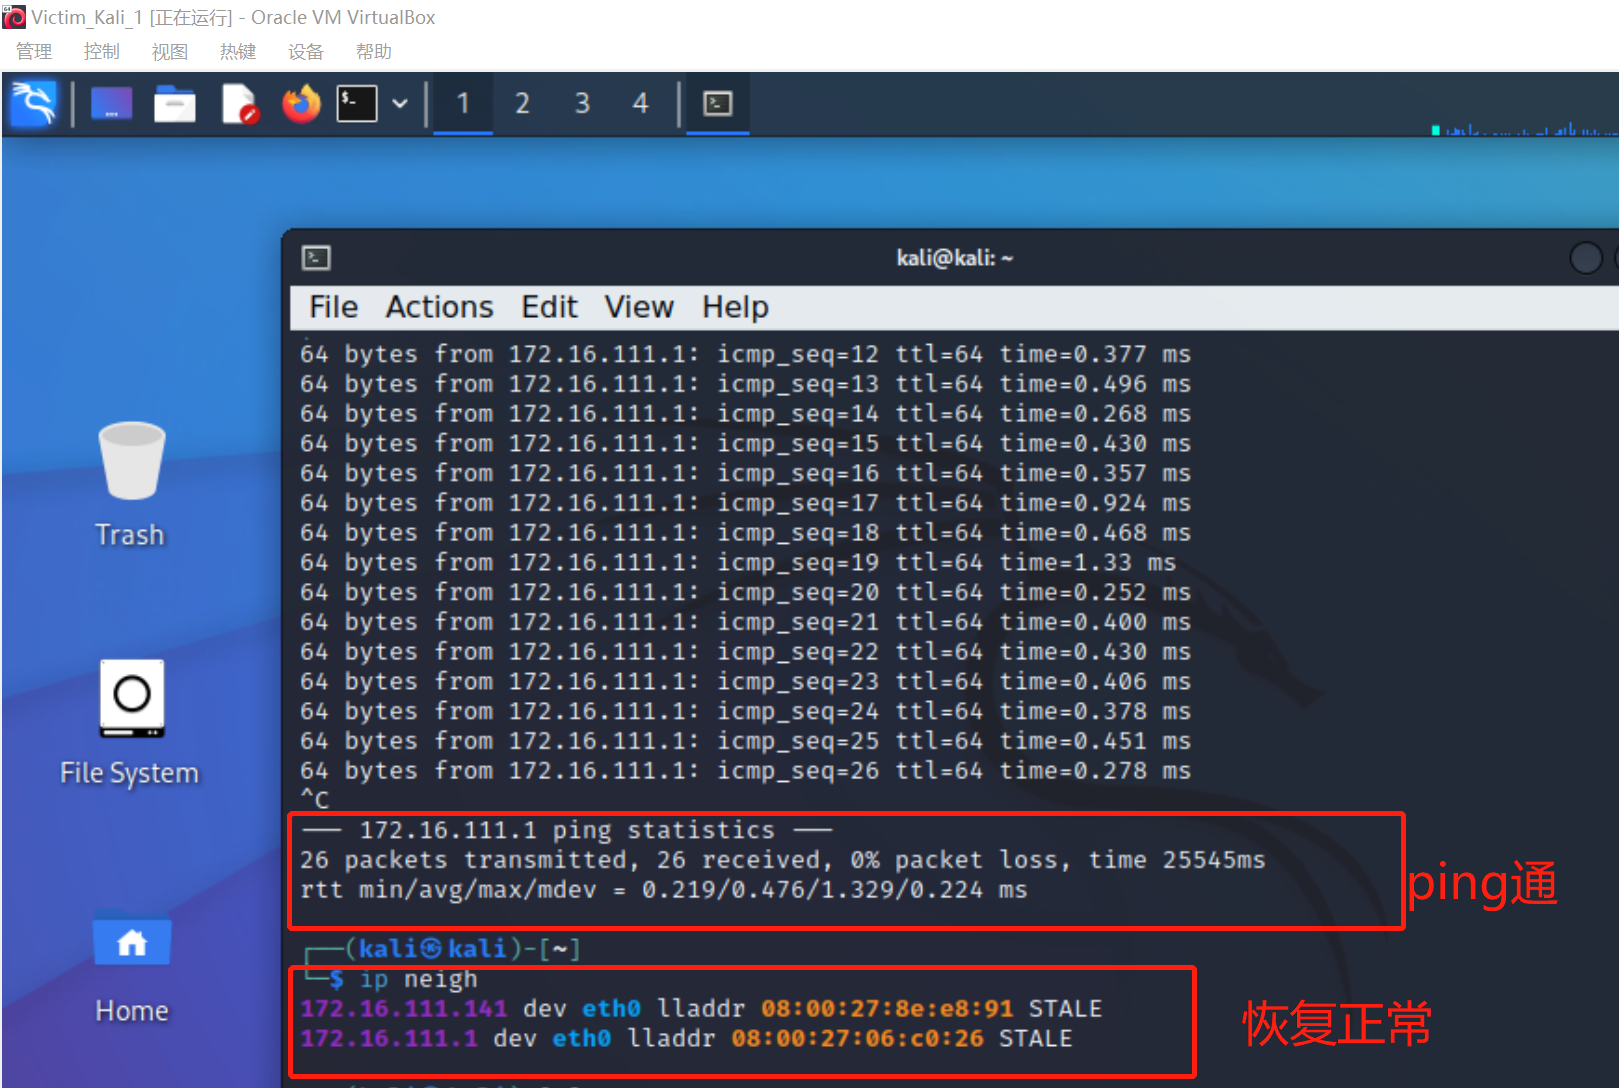 Victim_Kali_1 [正在运行] - Oracle VM VirtualBox
管理 控制 视图 热键 设备 帮助
1 2 3 4
kali@kali: ~
File Actions Edit View Help
64 bytes from 172.16.111.1: icmp_seq=12 ttl=64 time=0.377 ms
64 bytes from 172.16.111.1: icmp_seq=13 ttl=64 time=0.496 ms
64 bytes from 172.16.111.1: icmp_seq=14 ttl=64 time=0.268 ms
64 bytes from 172.16.111.1: icmp_seq=15 ttl=64 time=0.430 ms
64 bytes from 172.16.111.1: icmp_seq=16 ttl=64 time=0.357 ms
64 bytes from 172.16.111.1: icmp_seq=17 ttl=64 time=0.924 ms
64 bytes from 172.16.111.1: icmp_seq=18 ttl=64 time=0.468 ms
64 bytes from 172.16.111.1: icmp_seq=19 ttl=64 time=1.33 ms
64 bytes from 172.16.111.1: icmp_seq=20 ttl=64 time=0.252 ms
64 bytes from 172.16.111.1: icmp_seq=21 ttl=64 time=0.400 ms
64 bytes from 172.16.111.1: icmp_seq=22 ttl=64 time=0.430 ms
64 bytes from 172.16.111.1: icmp_seq=23 ttl=64 time=0.406 ms
64 bytes from 172.16.111.1: icmp_seq=24 ttl=64 time=0.378 ms
64 bytes from 172.16.111.1: icmp_seq=25 ttl=64 time=0.451 ms
64 bytes from 172.16.111.1: icmp_seq=26 ttl=64 time=0.278 ms
^C
--- 172.16.111.1 ping statistics ---
26 packets transmitted, 26 received, 0% packet loss, time 25545ms
rtt min/avg/max/mdev = 0.219/0.476/1.329/0.224 ms
ping通
┌──(kali㉿kali)-[~]
└─$ ip neigh
172.16.111.141 dev eth0 lladdr 08:00:27:8e:e8:91 STALE
172.16.111.1 dev eth0 lladdr 08:00:27:06:c0:26 STALE
恢复正常
Trash
File System
Home